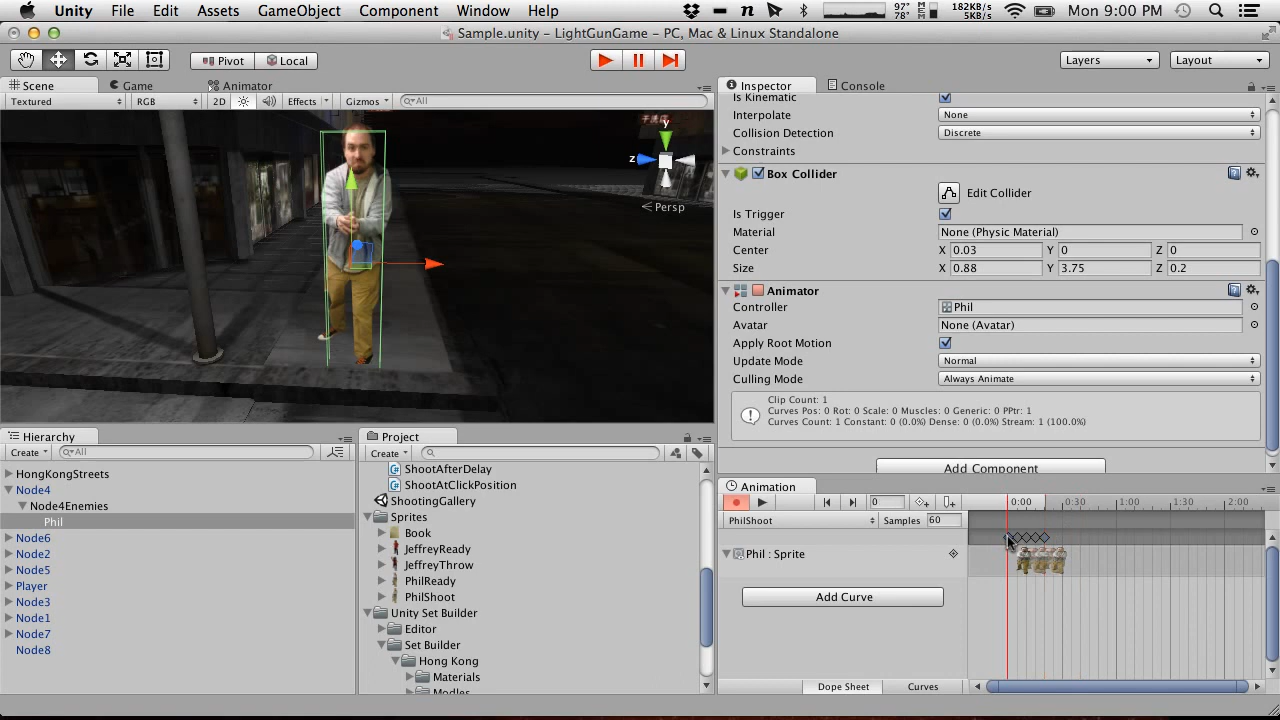 Unity File Edit Assets GameObject Component Window Help 97° 78° 182KB/s 5KB/s Mon 9:00 PM
Sample.unity - LightGunGame - PC, Mac & Linux Standalone
Pivot Local Layers Layout
Scene Game Animator
Textured RGB 2D Effects Gizmos All
y
z
Persp
Inspector Console
Is Kinematic
Interpolate None
Collision Detection Discrete
Constraints
Box Collider
Edit Collider
Is Trigger
Material None (Physic Material)
Center X 0.03 Y 0 Z 0
Size X 0.88 Y 3.75 Z 0.2
Animator
Controller Phil
Avatar None (Avatar)
Apply Root Motion
Update Mode Normal
Culling Mode Always Animate
Clip Count: 1
Curves Pos: 0 Rot: 0 Scale: 0 Muscles: 0 Generic: 0 PPtr: 1
Curves Count: 1 Constant: 0 (0.0%) Dense: 0 (0.0%) Stream: 1 (100.0%)
Add Component
Hierarchy
Create All
HongKongStreets
Node4
Node4Enemies
Phil
Node6
Node2
Node5
Player
Node3
Node1
Node7
Node8
Project
Create
ShootAfterDelay
ShootAtClickPosition
ShootingGallery
Sprites
Book
JeffreyReady
JeffreyThrow
PhilReady
PhilShoot
Unity Set Builder
Editor
Set Builder
Hong Kong
Materials
Modles
Animation
0 0:00 0:30 1:00 1:30 2:00
PhilShoot Samples 60
Phil : Sprite
Add Curve
Dope Sheet Curves